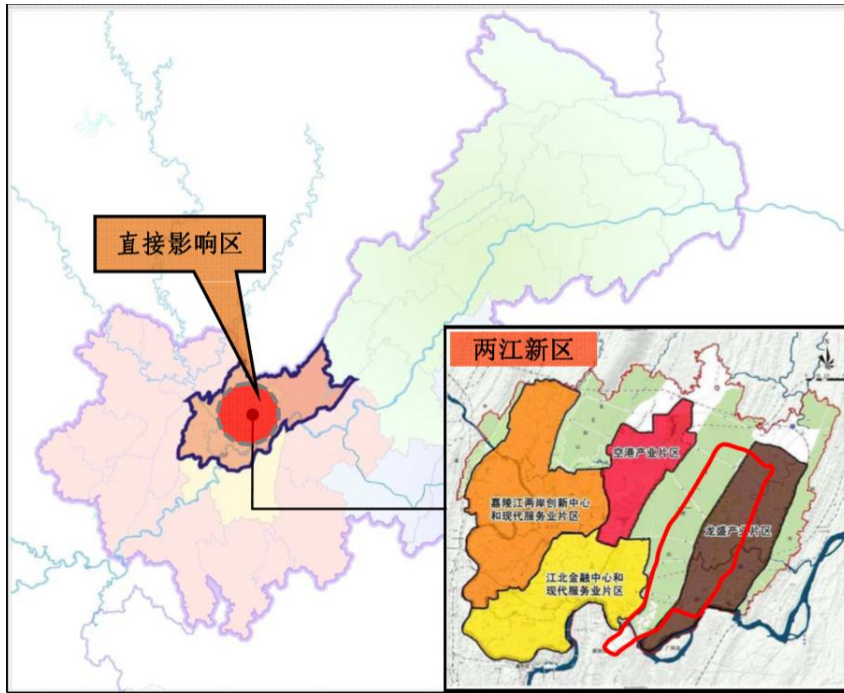 直接影响区
两江新区
空港产业片区
嘉陵江两岸创新中心
和现代服务业片区
龙盛产业片区
江北金融中心和
现代服务业片区